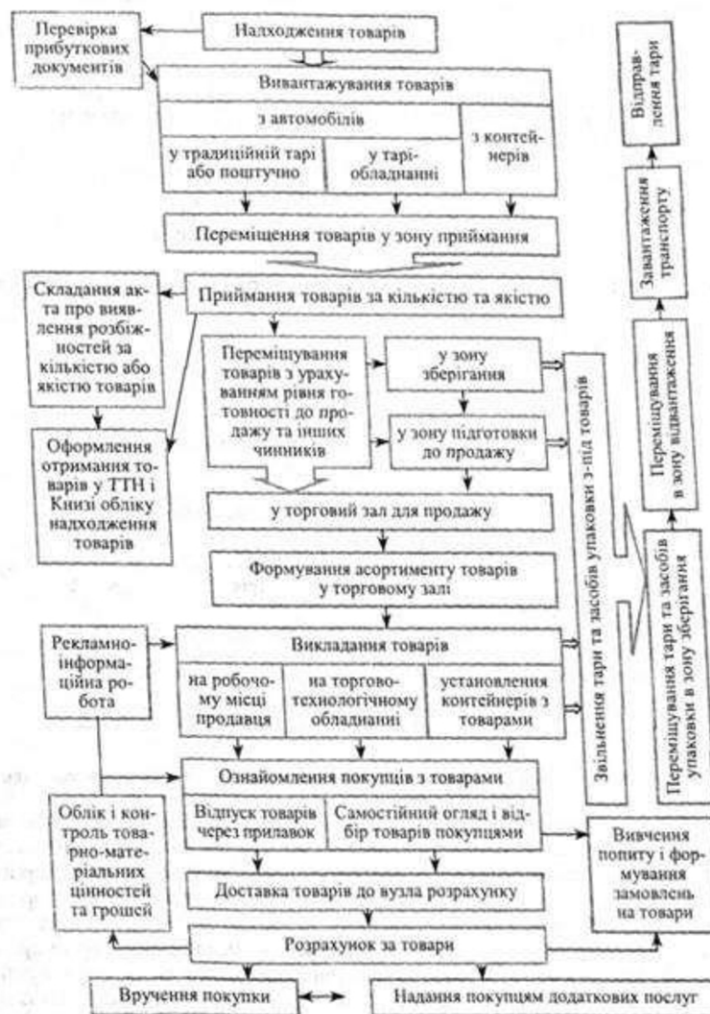 Перевірка
прибуткових
документів
Надходження товарів
Вивантажування товарів
з автомобілів
у традиційній тарі
або поштучно
у тарі-
обладнанні
з контей-
нерів
Переміщення товарів у зону приймання
Приймання товарів за кількістю та якістю
Складання ак-
та про вияв-
лення розбіж-
ностей за
кількістю або
якістю товарів
Оформлення
отримання то-
варів у ТТН і
Книзі обліку
надходження
товарів
Переміщування
товарів з ураху-
ванням рівня го-
товності до про-
дажу та інших
чинників
у зону
зберігання
у зону підготовки
до продажу
у торговий зал для продажу
Формування асортименту товарів
у торговому залі
Рекламно-
інформа-
ційна ро-
бота
Викладання товарів
на робочо-
му місці
продавця
на торгово-
технологічному
обладнанні
установлення
контейнерів з
товарами
Ознайомлення покупців з товарами
Відпуск товарів
через прилавок
Самостійний огляд і від-
бір товарів покупцями
Облік і кон-
троль това-
рно-мате-
ріальних
цінностей
та грошей
Доставка товарів до вузла розрахунку
Розрахунок за товари
Вручення покупки
Надання покупцям додаткових послуг
Вивчення
попиту і фор-
мування
замовлень
на товари
Звільнення тари та засобів упаковки з-під товарів
Переміщування тари та засобів
упаковки в зону зберігання
Переміщування
в зону відвантаження
Завантаження
транспорту
Відправ-
лення тари